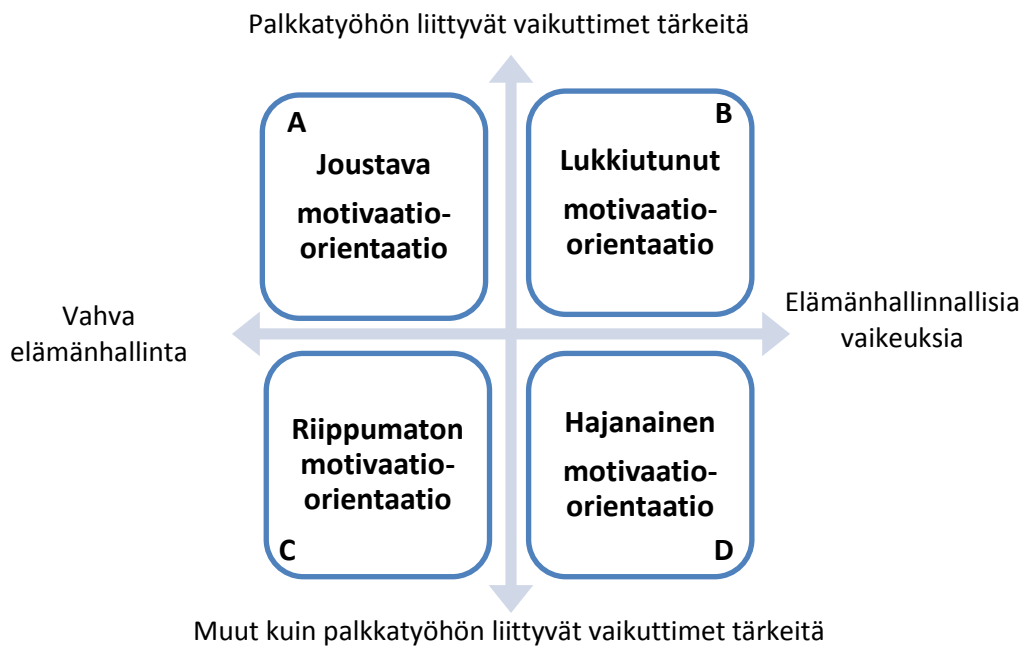 Palkkatyöhön liittyvät vaikuttimet tärkeitä
A
Joustava
motivaatio-
orientaatio
B
Lukkiutunut
motivaatio-
orientaatio
Vahva
elämänhallinta
Elämänhallinnallisia
vaikeuksia
Riippumaton
motivaatio-
orientaatio
C
Hajanainen
motivaatio-
orientaatio
D
Muut kuin palkkatyöhön liittyvät vaikuttimet tärkeitä